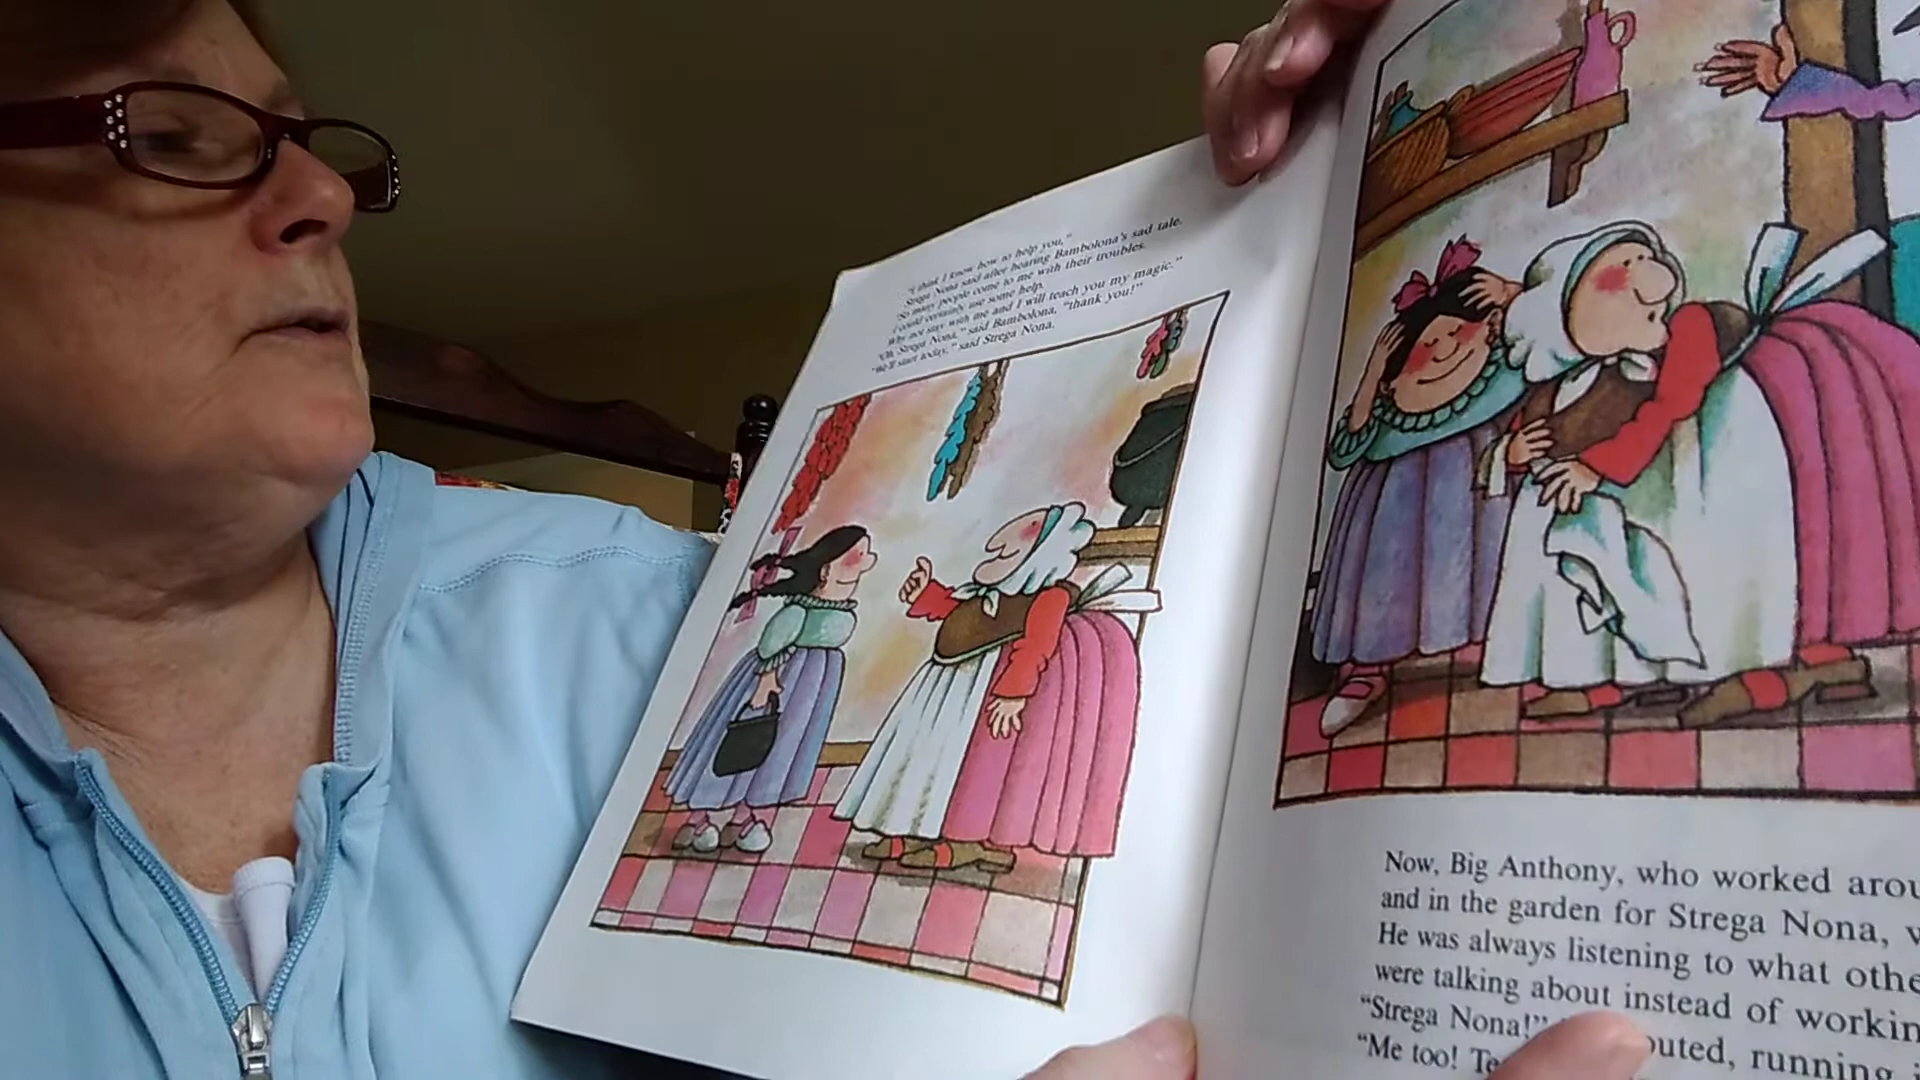 "I think I know how to help you,"
Strega Nona said after hearing Bambolona's sad tale.
"So many people come to me with their troubles.
I could certainly use some help.
Why not stay with me and I will teach you my magic."
"Oh, Strega Nona," said Bambolona, "thank you!"
"We'll start today," said Strega Nona.
Now, Big Anthony, who worked arou
and in the garden for Strega Nona, w
He was always listening to what othe
were talking about instead of workin
"Strega Nona!" outed, running i
"Me too! Te